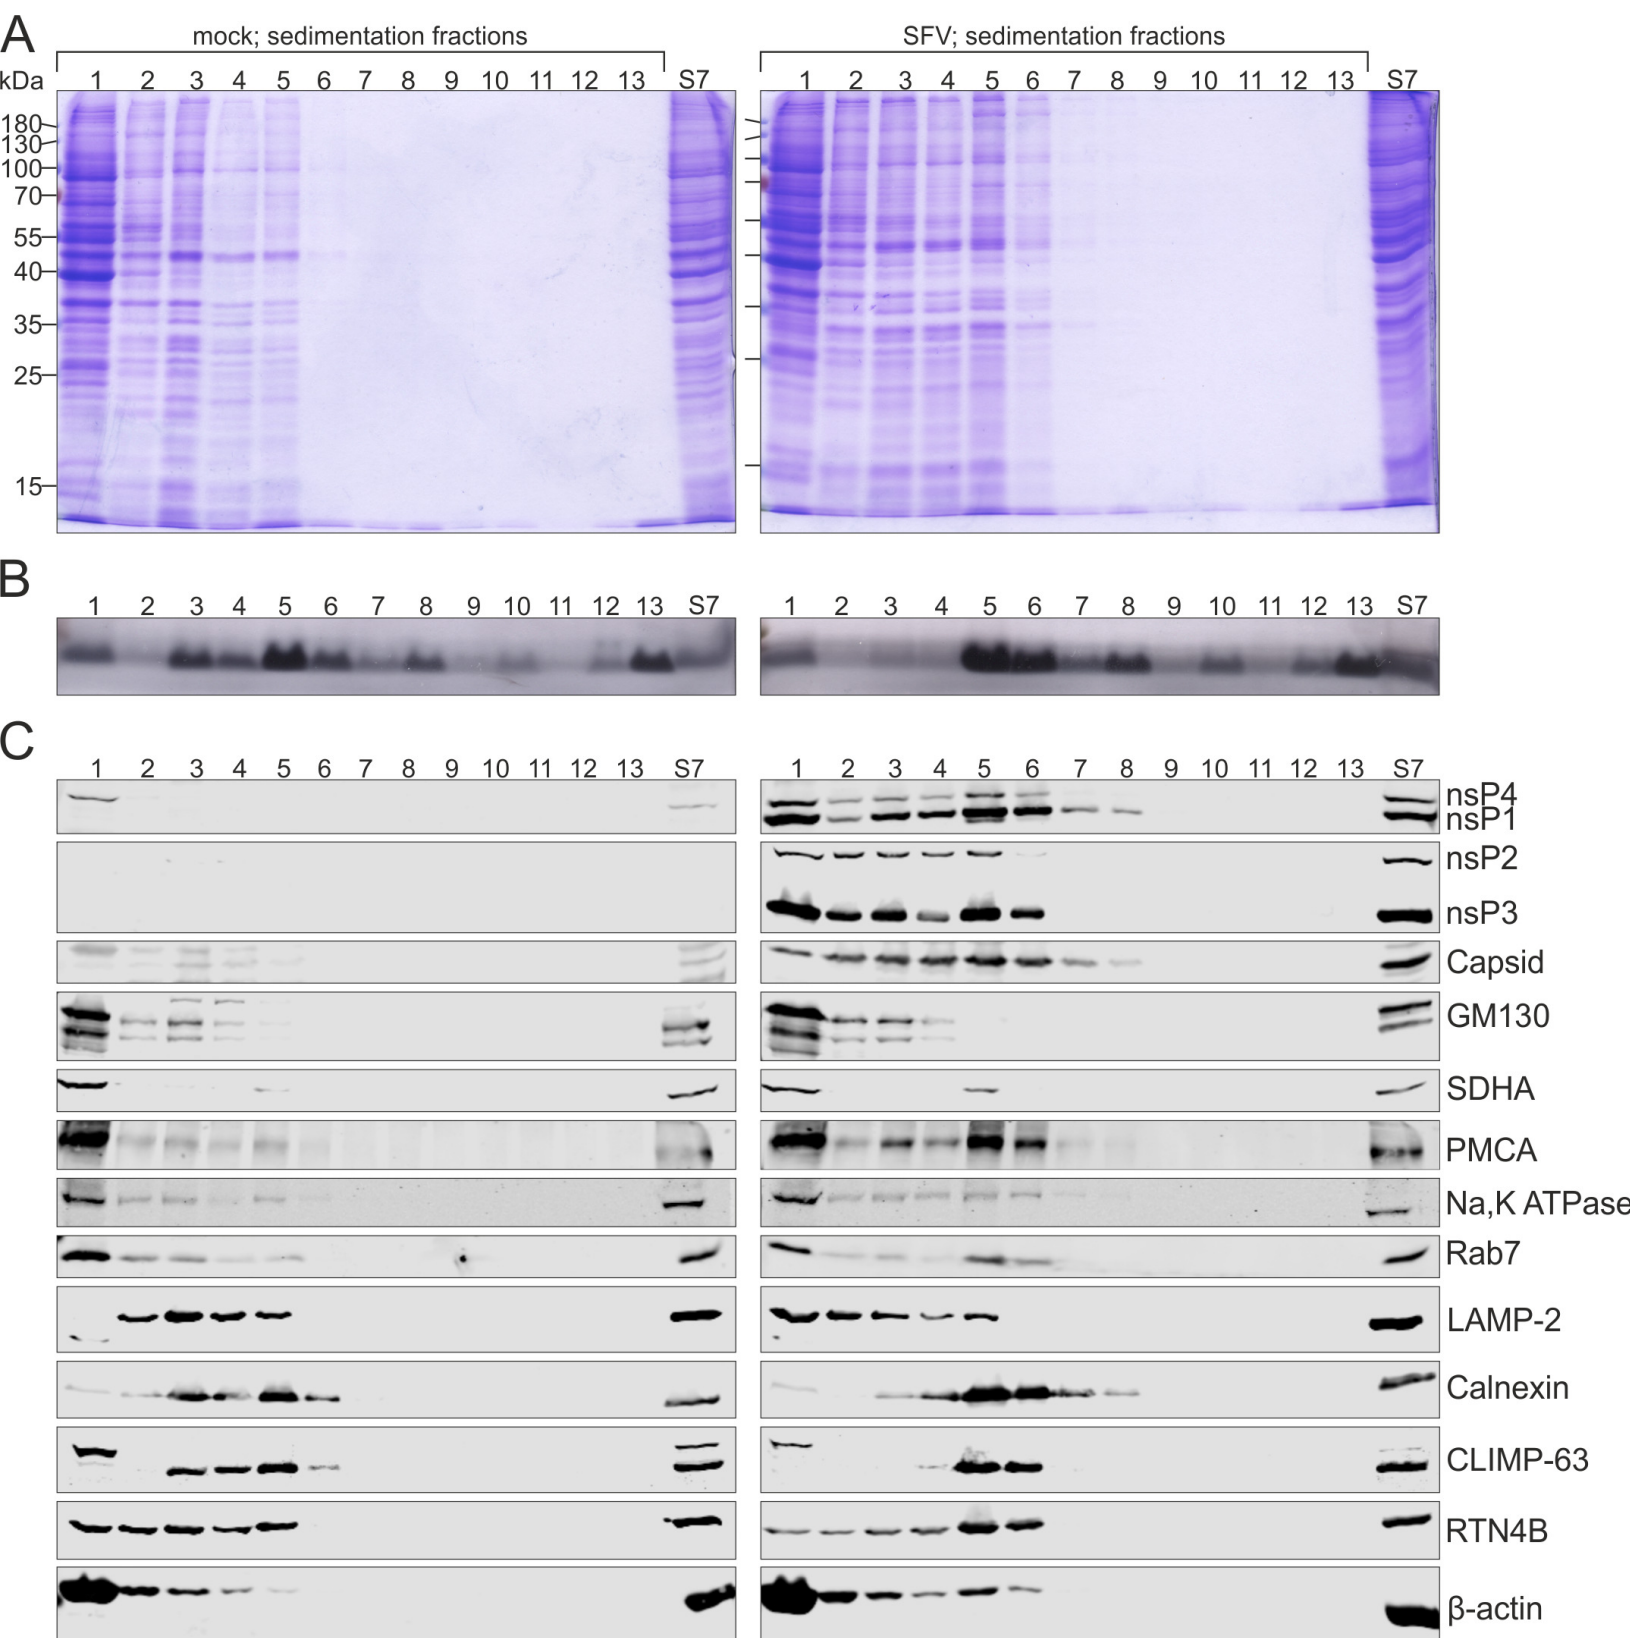 A
mock; sedimentation fractions
SFV; sedimentation fractions
kDa 1 2 3 4 5 6 7 8 9 10 11 12 13 S7
1 2 3 4 5 6 7 8 9 10 11 12 13 S7
180
130
100
70
55
40
35
25
15
B
1 2 3 4 5 6 7 8 9 10 11 12 13 S7
1 2 3 4 5 6 7 8 9 10 11 12 13 S7
C
1 2 3 4 5 6 7 8 9 10 11 12 13 S7
1 2 3 4 5 6 7 8 9 10 11 12 13 S7
nsP4
nsP1
nsP2
nsP3
Capsid
GM130
SDHA
PMCA
Na,K ATPase
Rab7
LAMP-2
Calnexin
CLIMP-63
RTN4B
β-actin